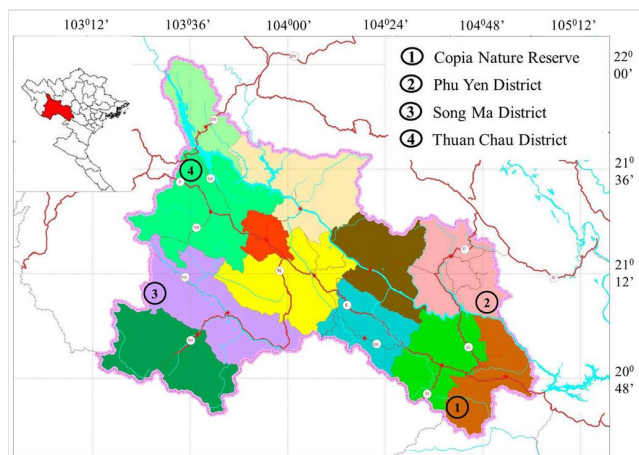 103⁰12’ 103⁰36’ 104⁰00’ 104⁰24’ 104⁰48’ 105⁰12’
22⁰
00’
21⁰
36’
21⁰
12’
20⁰
48’
1 Copia Nature Reserve
2 Phu Yen District
3 Song Ma District
4 Thuan Chau District
4
3
2
1